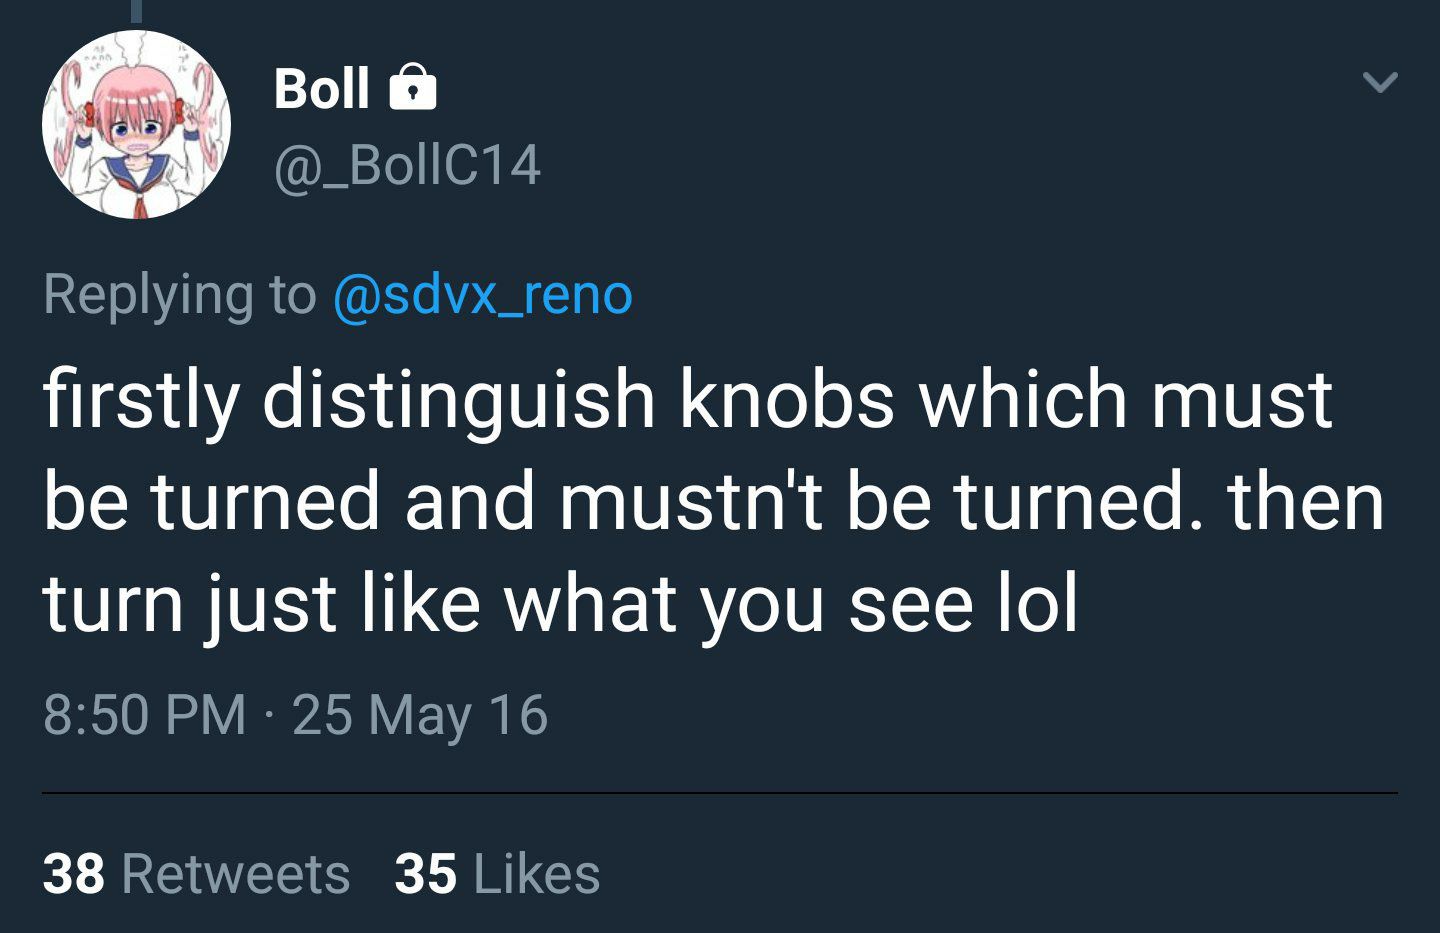 Boll
@_BollC14
Replying to @sdvx_reno
firstly distinguish knobs which must
be turned and mustn't be turned. then
turn just like what you see lol
8:50 PM · 25 May 16
38 Retweets 35 Likes